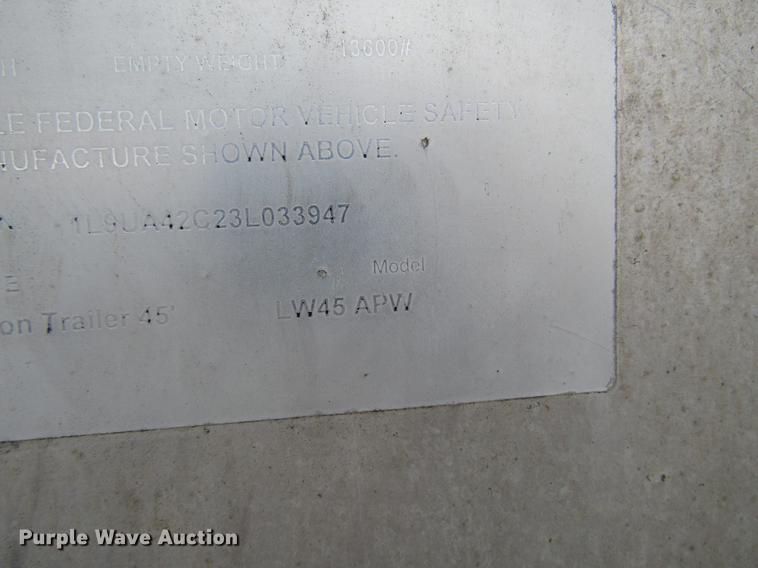 H EMPTY WEIGHT 13600#
LE FEDERAL MOTOR VEHICLE SAFETY
NUFACTURE SHOWN ABOVE.
1L9UA42C23L033947
E
Model
on Trailer 45' LW45 APW
Purple Wave Auction